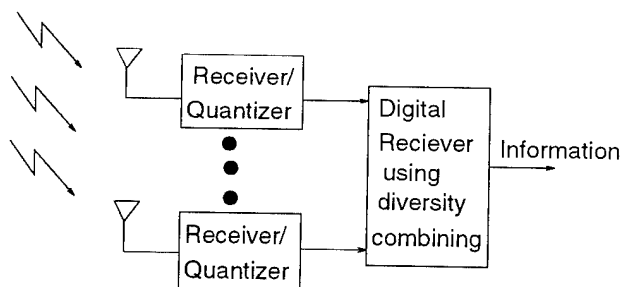 Receiver/
Quantizer
Digital
Reciever
using
diversity
combining
Information
Receiver/
Quantizer